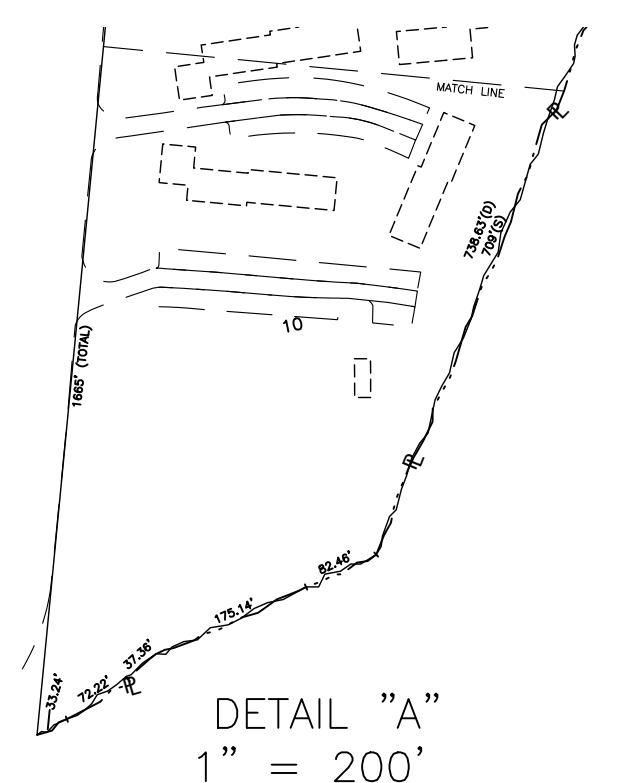 MATCH LINE
738.63'(D)
709'(S)
PL
10
1665' (TOTAL)
PL
82.46'
175.14'
37.36'
72.22'
33.24'
PL
DETAIL "A"
1" = 200'